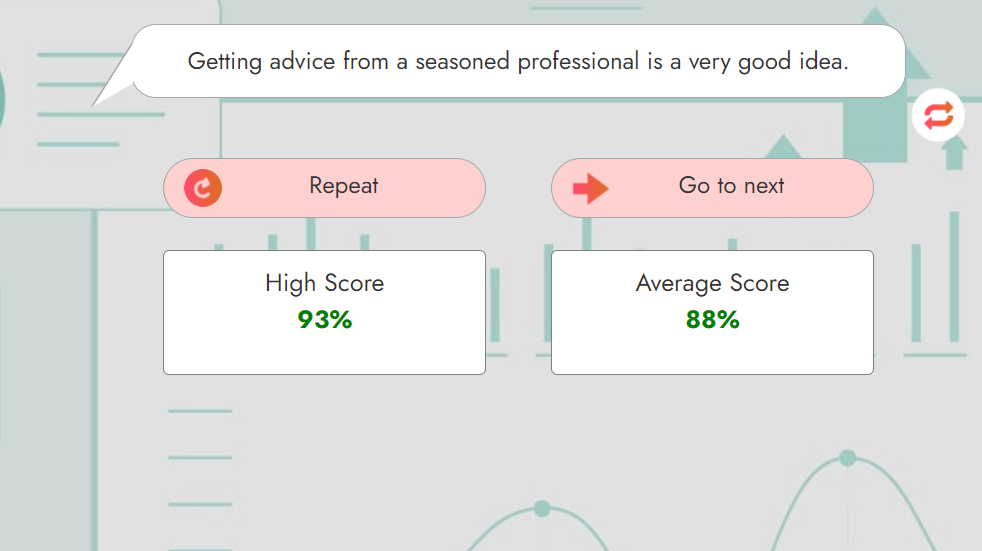 Getting advice from a seasoned professional is a very good idea.
Repeat
Go to next
High Score
93%
Average Score
88%